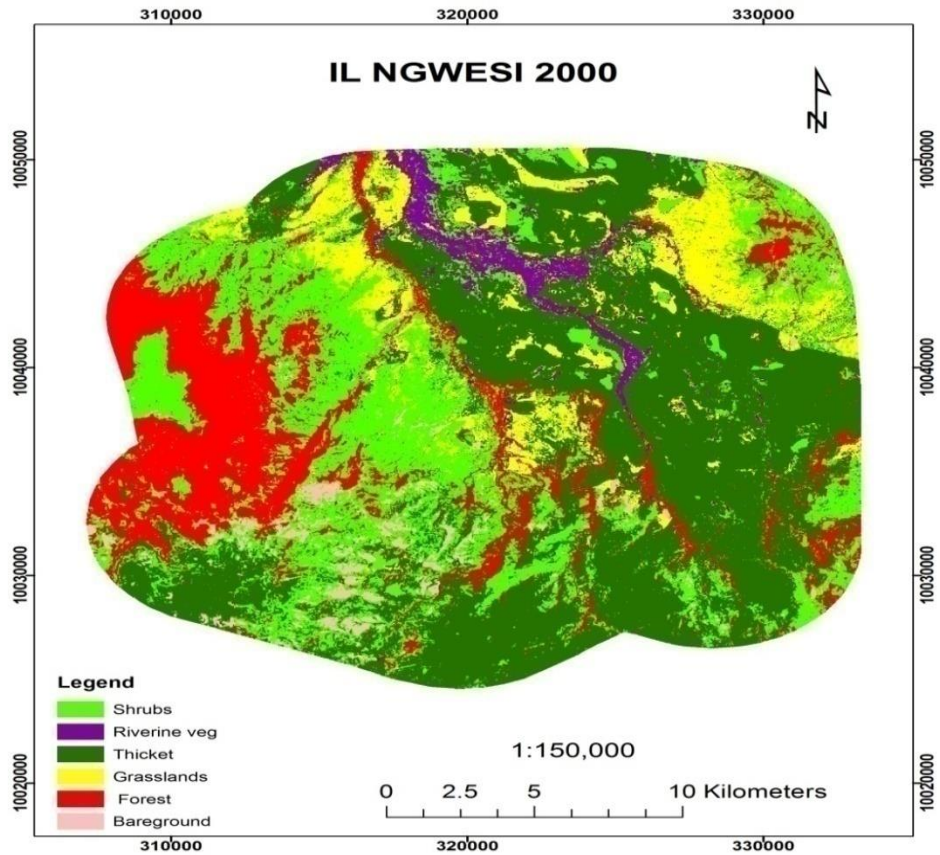 310000 320000 330000
IL NGWESI 2000
N
10050000 10050000
10040000 10040000
10030000 10030000
10020000 10020000
Legend
Shrubs
Riverine veg
Thicket
Grasslands
Forest
Bareground
1:150,000
0 2.5 5 10 Kilometers
310000 320000 330000